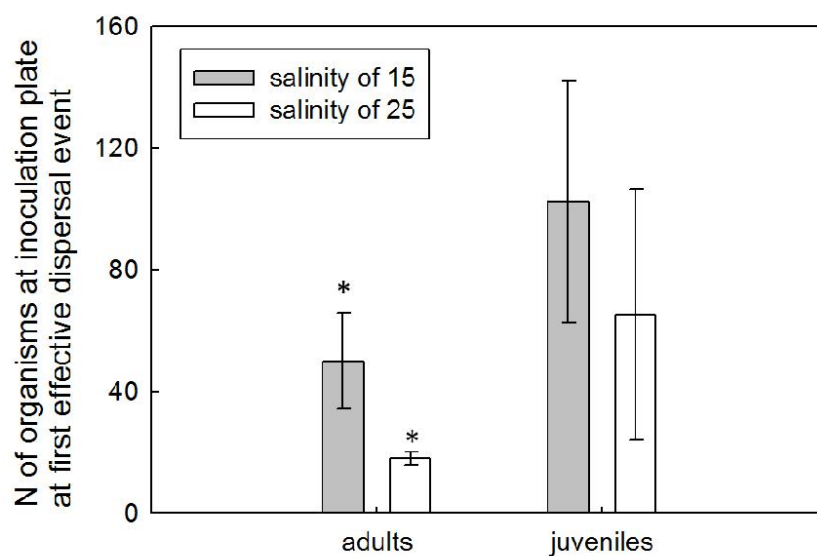 N of organisms at inoculation plate
at first effective dispersal event
160
120
80
40
0
salinity of 15
salinity of 25
*
*
adults
juveniles